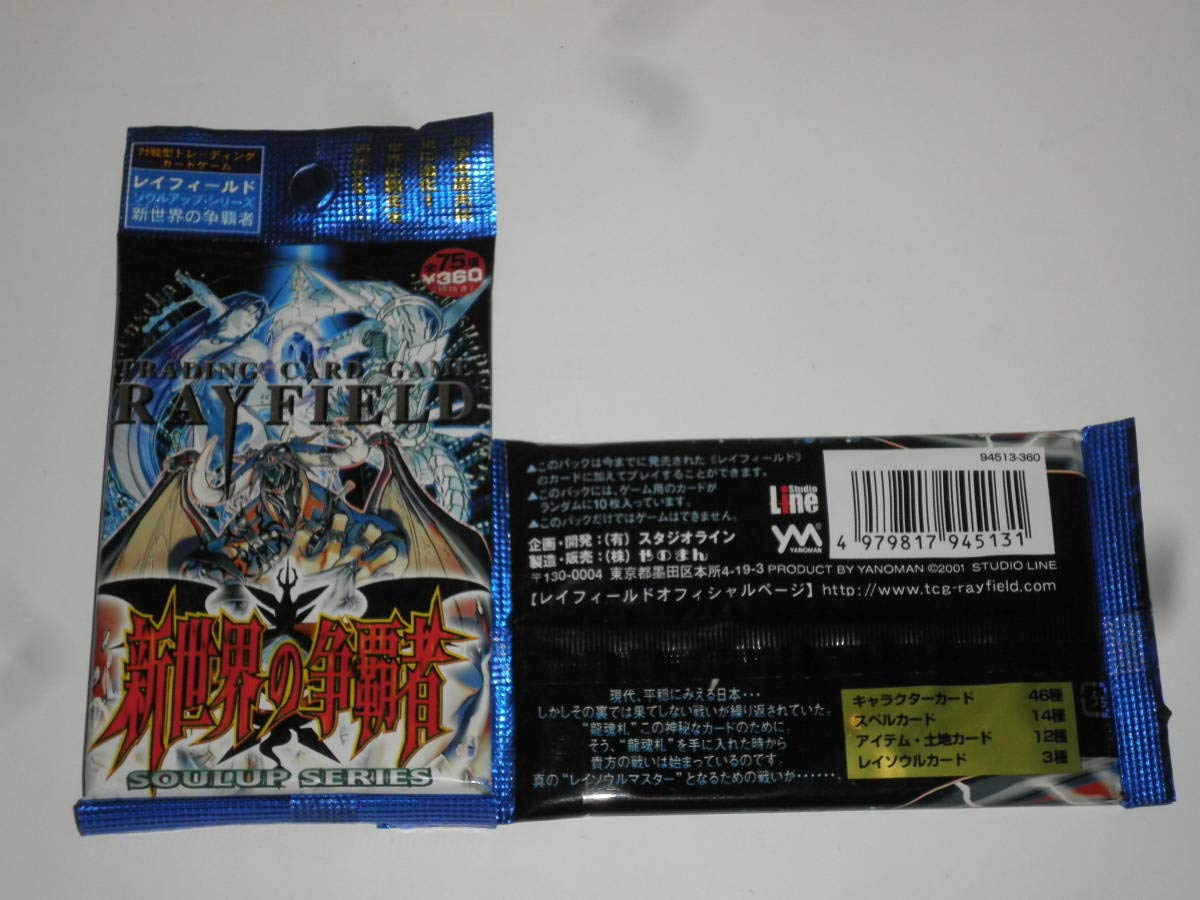 対戦型トレーディング
カードゲーム
レイフィールド
ソウルアップ・シリーズ
新世界の争覇者
全75種
¥360
TRADING CARD GAME
RAYFIELD
新世界の争覇者
SOULUP SERIES
▲このパックは今までに発売された《レイフィールド》
のカードに加えてプレイすることができます。
▲このパックには、ゲーム用のカードが
ランダムに10枚入っています。
▲このパックだけではゲームはできません。
企画・開発:(有) スタジオライン
製造・販売:(株) やのまん
〒130-0004 東京都墨田区本所4-19-3 PRODUCT BY YANOMAN ©2001 STUDIO LINE
【レイフィールドオフィシャルページ】http://www.tcg-rayfield.com/
Studio
Line
YM®
YANOMAN
94513-360
4 979817 945131
現代、平穏にみえる日本・・・
しかしその裏では果てしない戦いが繰り返されていた。
“龍魂札”この神秘なカードのために。
そう、“龍魂札”を手に入れた時から
貴方の戦いは始まっているのです。
真の“レイソウルマスター”となるための戦いが・・・・・・。
キャラクターカード 46種
スペルカード 14種
アイテム・土地カード 12種
レイソウルカード 3種